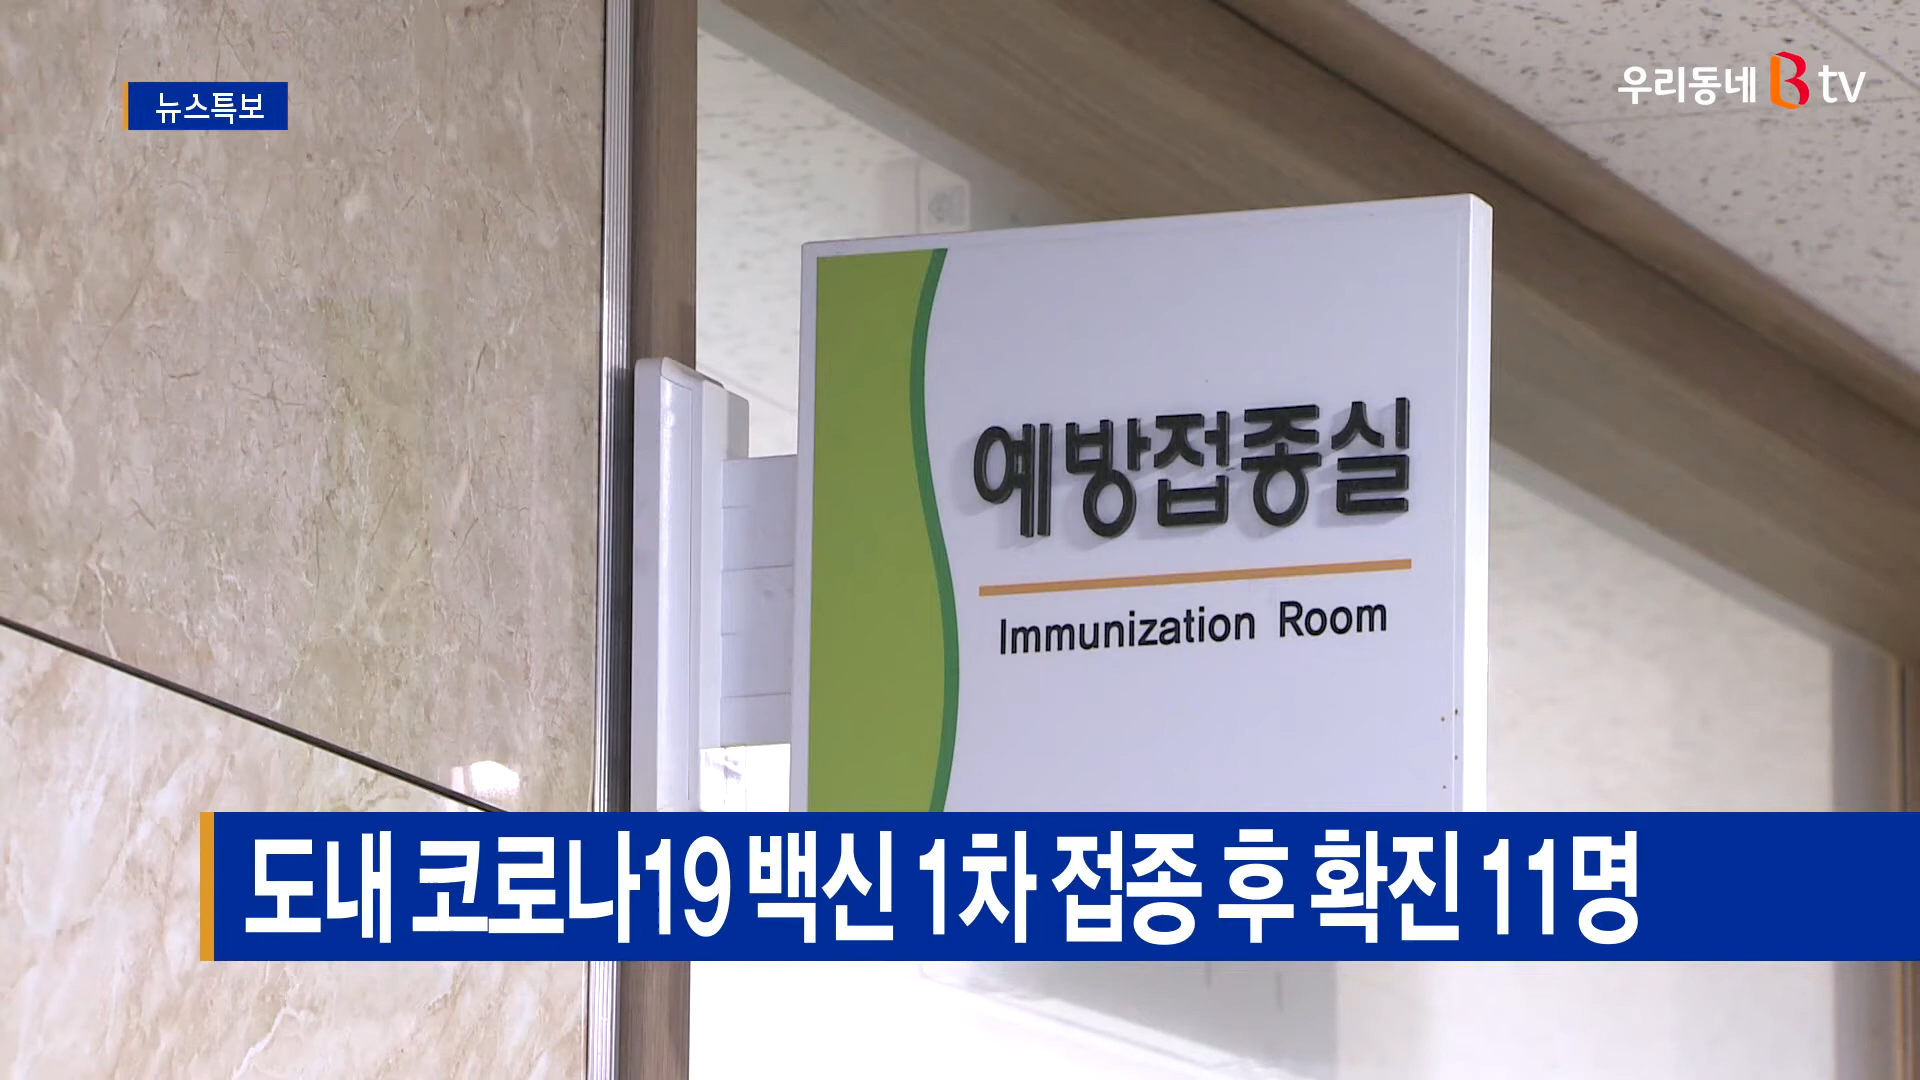 뉴스특보
우리동네 B tv
예방접종실
Immunization Room
도내 코로나19 백신 1차 접종 후 확진 11명